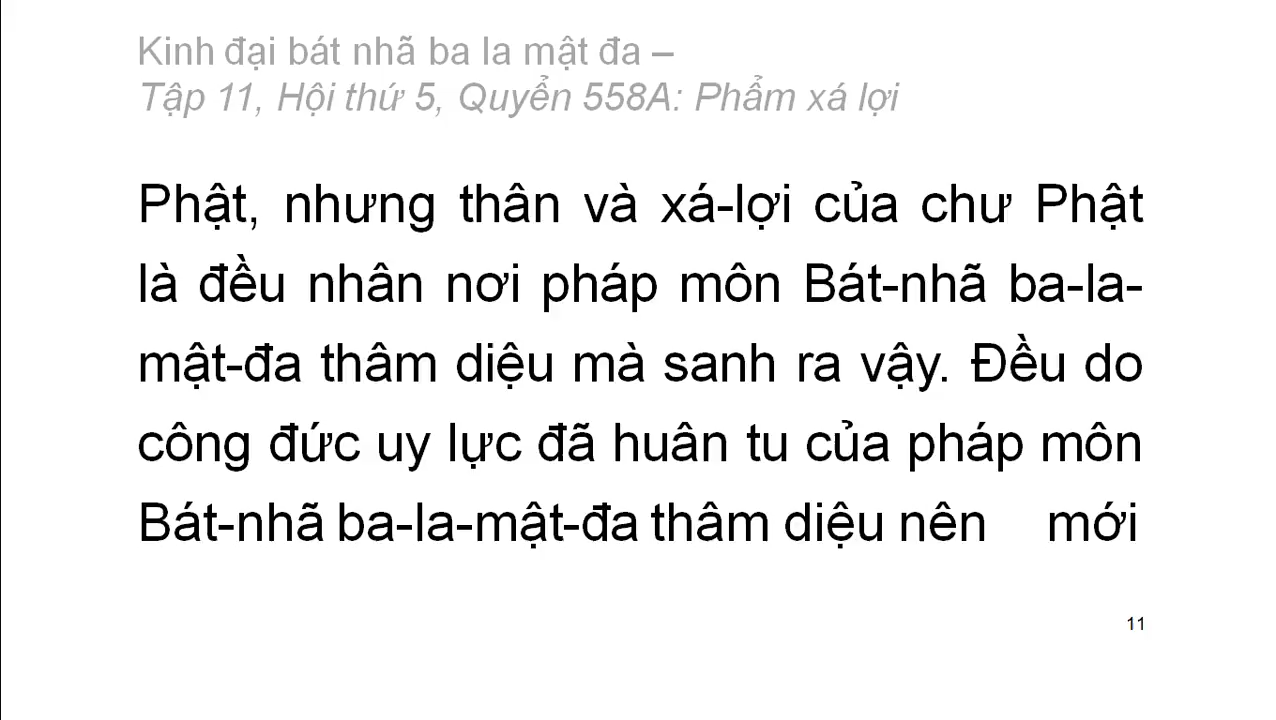 Kinh đại bát nhã ba la mật đa –
Tập 11, Hội thứ 5, Quyển 558A: Phẩm xá lợi
Phật, nhưng thân và xá-lợi của chư Phật
là đều nhân nơi pháp môn Bát-nhã ba-la-
mật-đa thâm diệu mà sanh ra vậy. Đều do
công đức uy lực đã huân tu của pháp môn
Bát-nhã ba-la-mật-đa thâm diệu nên mới
11